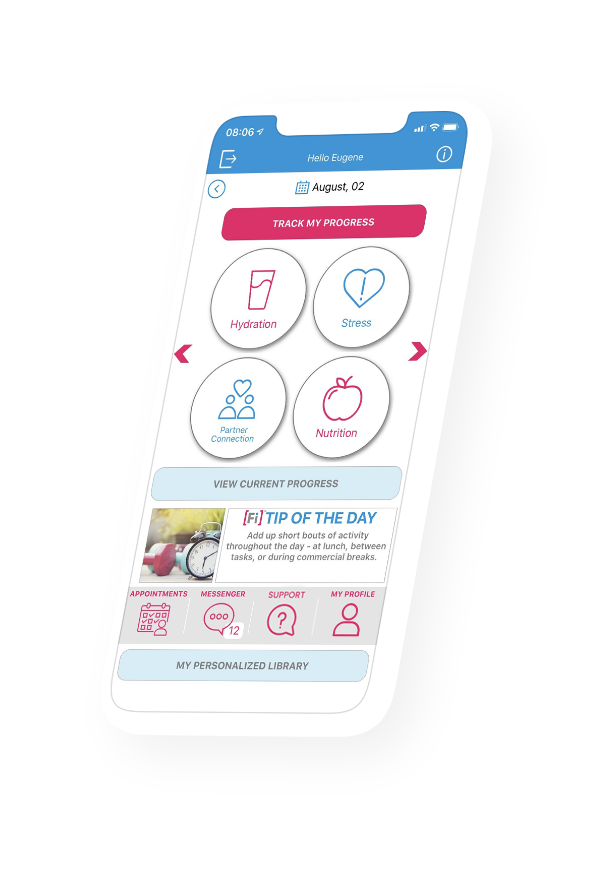 08:06
Hello Eugene
August, 02
TRACK MY PROGRESS
Hydration
Stress
Partner
Connection
Nutrition
VIEW CURRENT PROGRESS
[Fi] TIP OF THE DAY
Add up short bouts of activity
throughout the day - at lunch, between
tasks, or during commercial breaks.
APPOINTMENTS MESSENGER SUPPORT MY PROFILE
12
MY PERSONALIZED LIBRARY